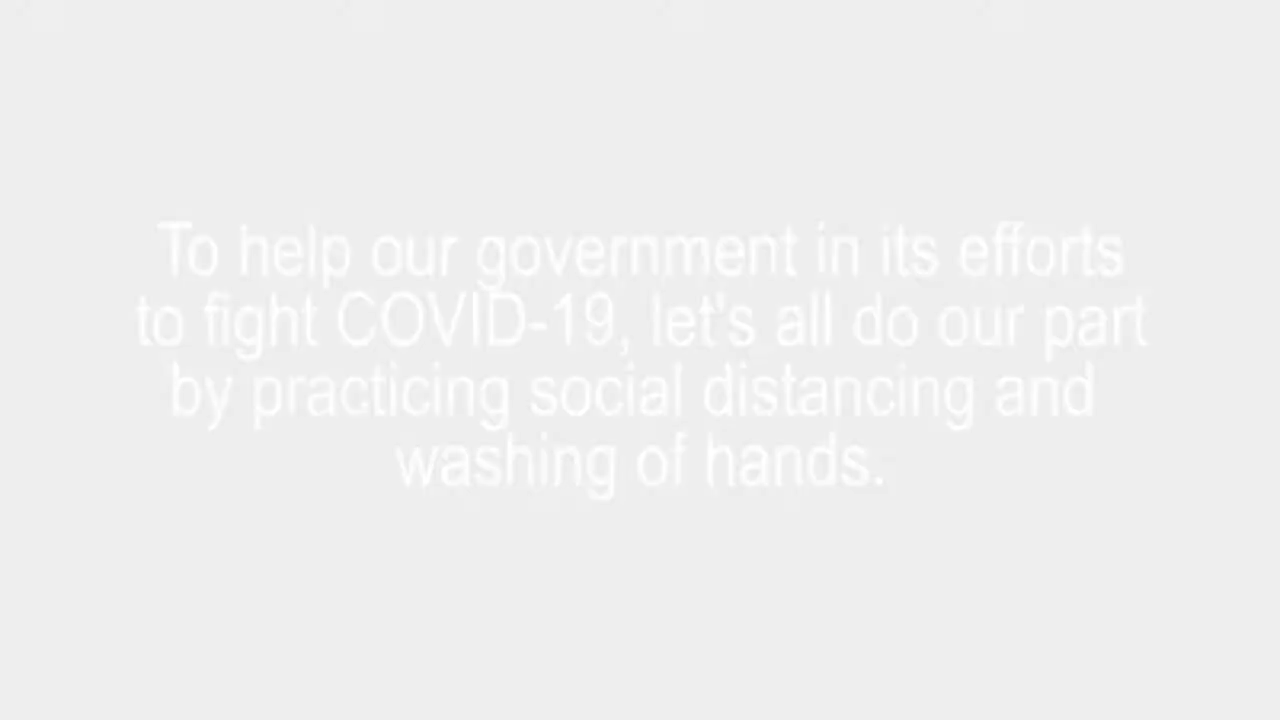 To help our government in its efforts
to fight COVID-19, let's all do our part
by practicing social distancing and
washing of hands.